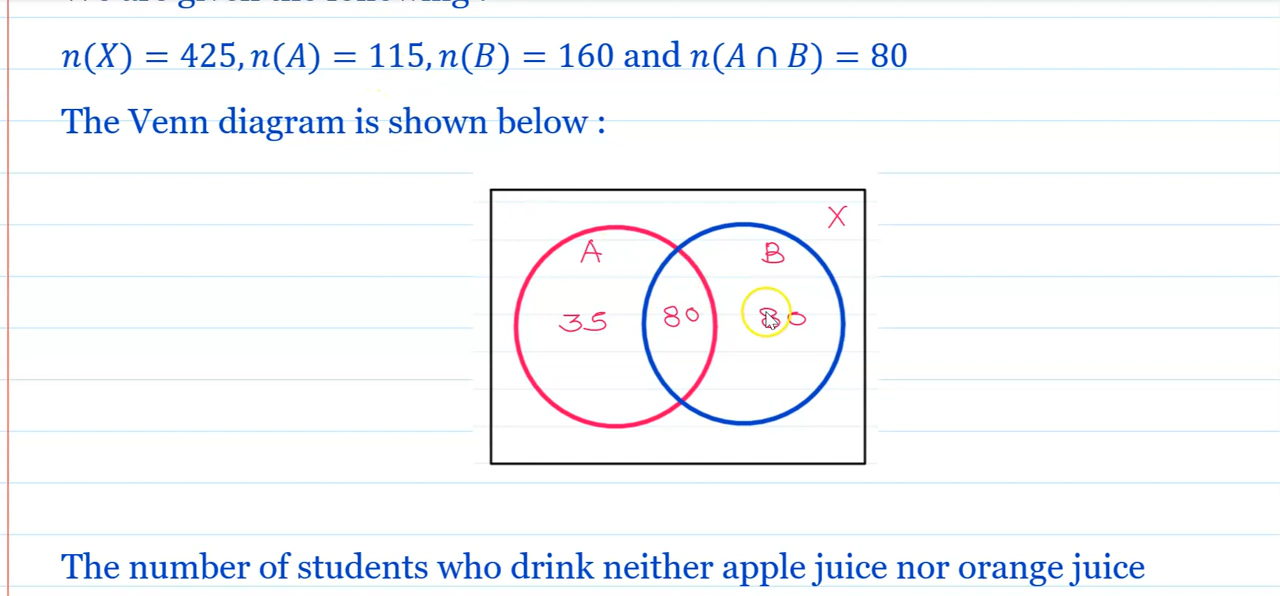 n(X) = 425, n(A) = 115, n(B) = 160 and n(A ∩ B) = 80
The Venn diagram is shown below :
X
A B
35 80 80
The number of students who drink neither apple juice nor orange juice